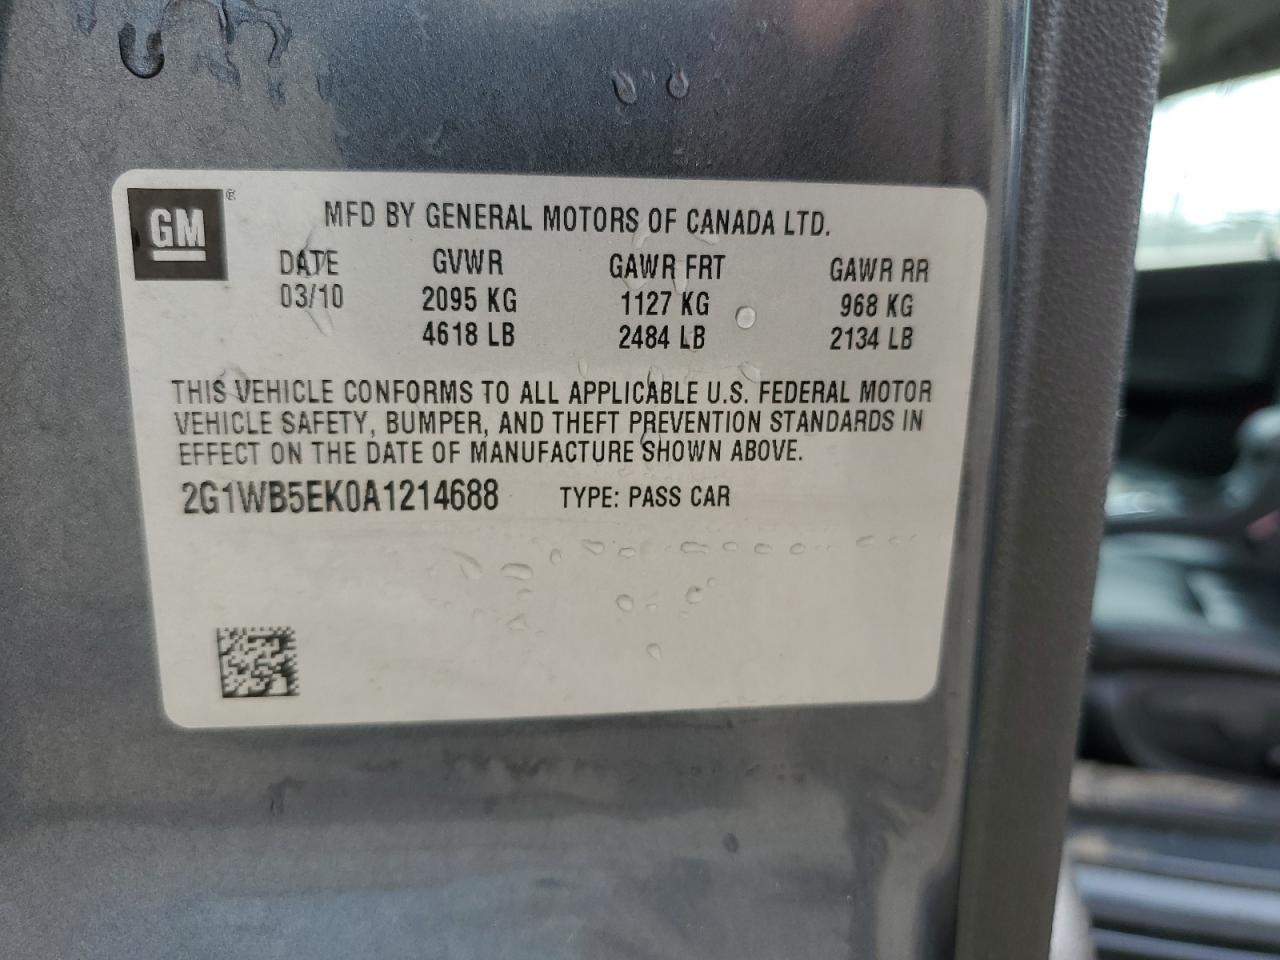 GM ®
MFD BY GENERAL MOTORS OF CANADA LTD.
DATE GVWR GAWR FRT GAWR RR
03/10 2095 KG 1127 KG 968 KG
4618 LB 2484 LB 2134 LB
THIS VEHICLE CONFORMS TO ALL APPLICABLE U.S. FEDERAL MOTOR
VEHICLE SAFETY, BUMPER, AND THEFT PREVENTION STANDARDS IN
EFFECT ON THE DATE OF MANUFACTURE SHOWN ABOVE.
2G1WB5EK0A1214688 TYPE: PASS CAR